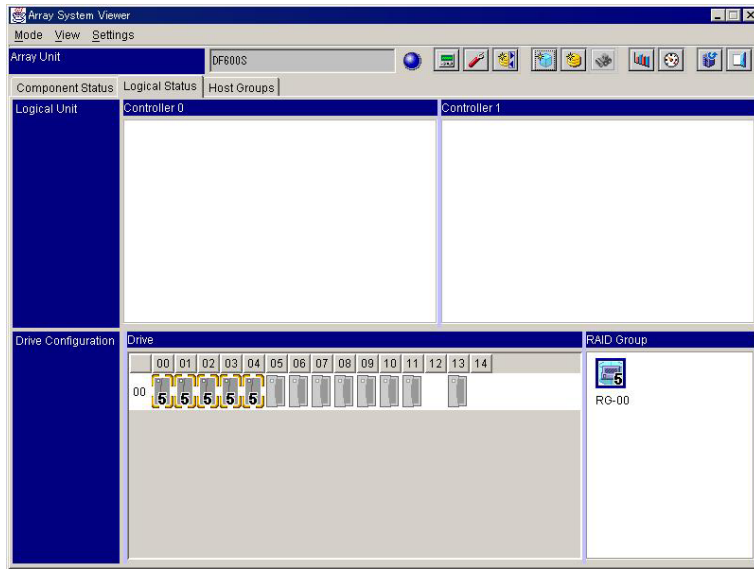 Array System Viewer
Mode View Settings
Array Unit DF600S
Component Status Logical Status Host Groups
Logical Unit Controller 0 Controller 1
Drive Configuration Drive RAID Group
00 01 02 03 04 05 06 07 08 09 10 11 12 13 14
00 5 5 5 5 5 5
RG-00